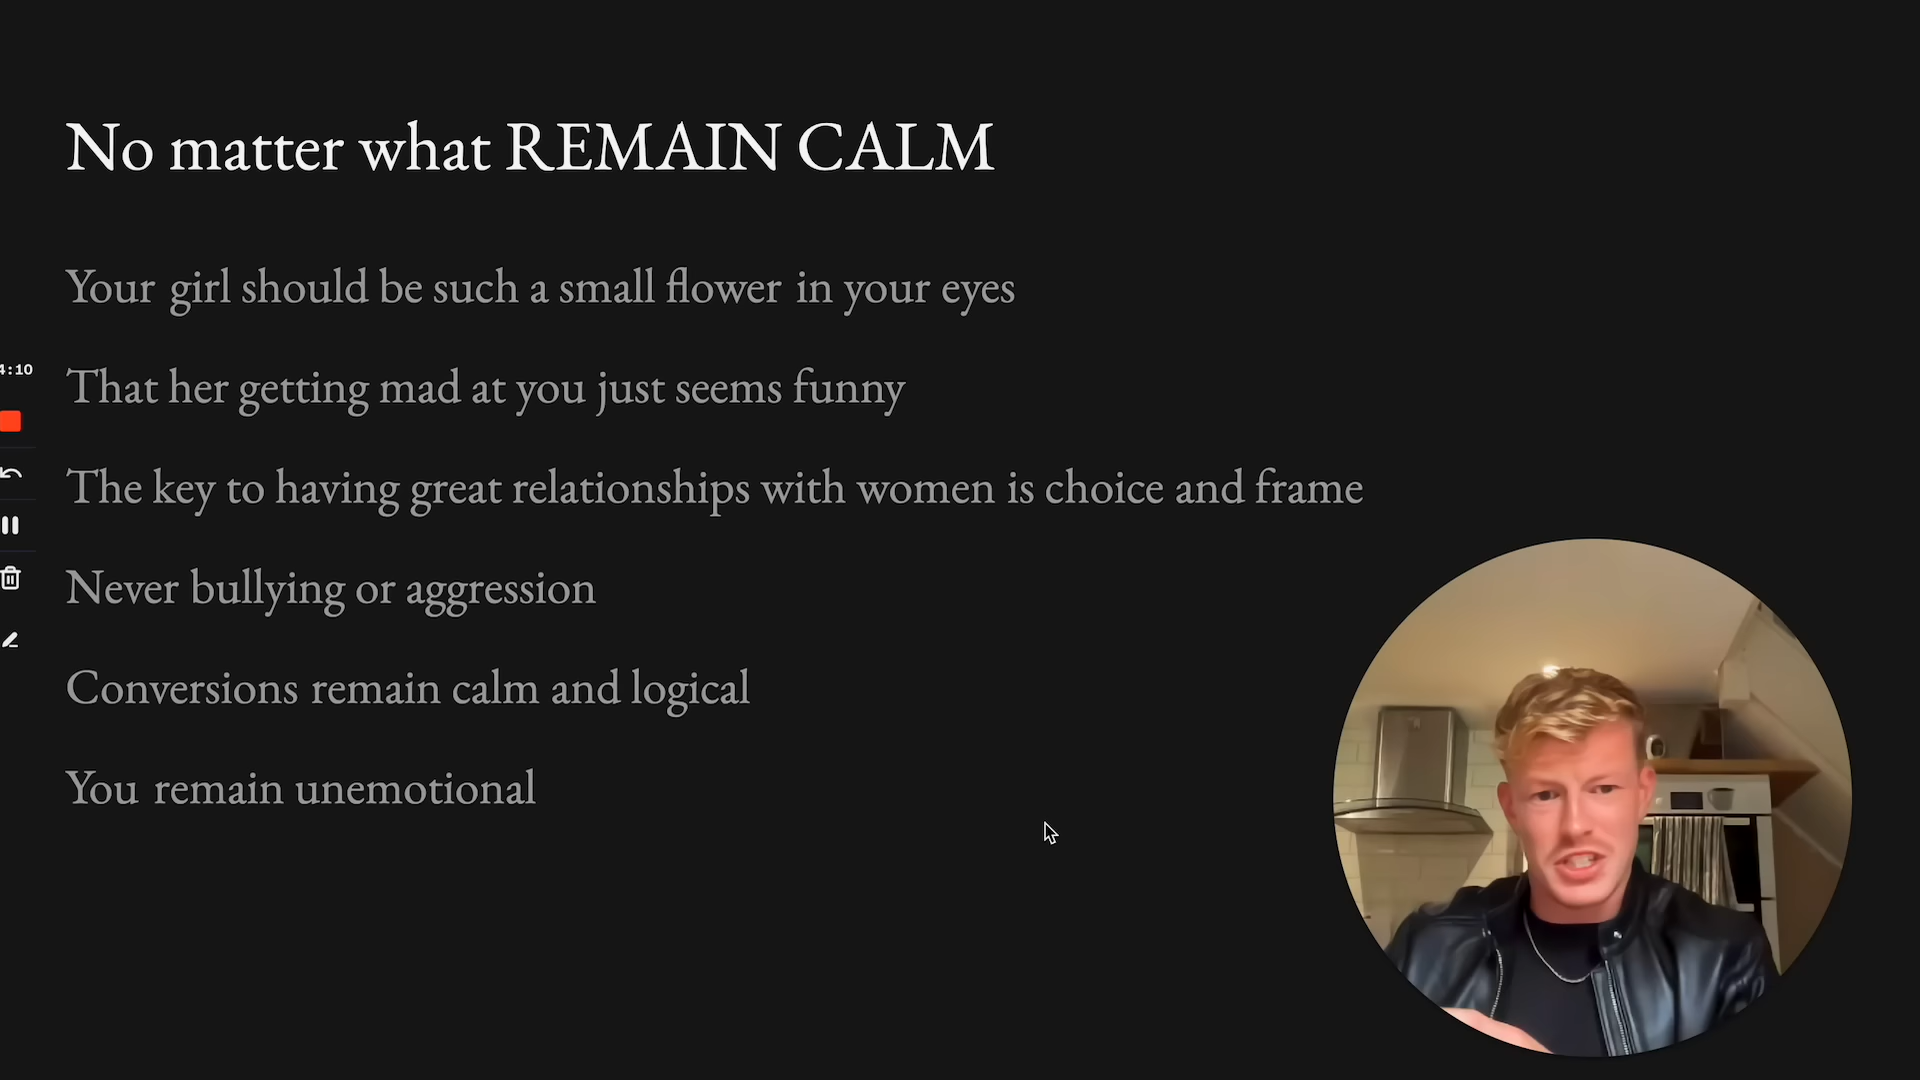 No matter what REMAIN CALM
Your girl should be such a small flower in your eyes
4:10
That her getting mad at you just seems funny
The key to having great relationships with women is choice and frame
Never bullying or aggression
Conversions remain calm and logical
You remain unemotional